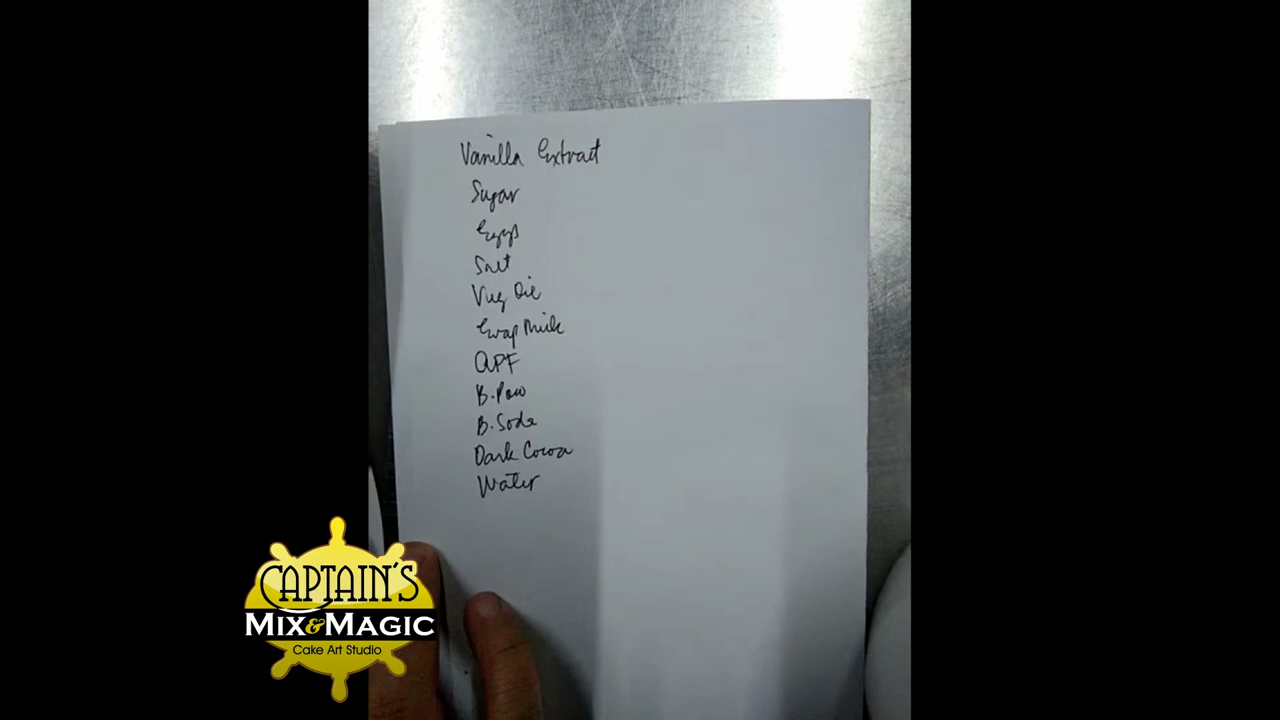 Vanilla Extract
Sugar
Eggs
Salt
Veg Oil
Evap Milk
APF
B. Pow
B. Soda
Dark Cocoa
Water
CAPTAIN'S
MIX & MAGIC
Cake Art Studio